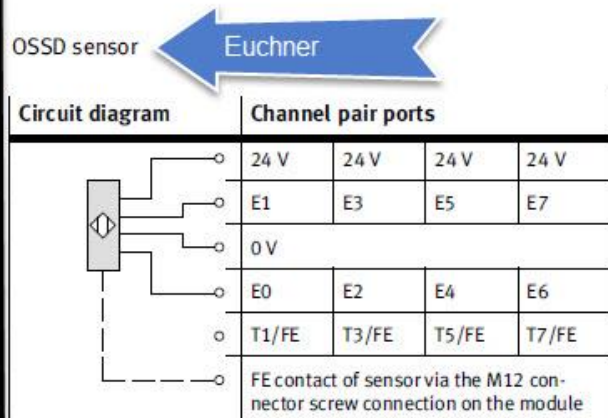 OSSD sensor
Euchner
Circuit diagram
Channel pair ports
24 V 24 V 24 V 24 V
E1 E3 E5 E7
0 V
E0 E2 E4 E6
T1/FE T3/FE T5/FE T7/FE
FE contact of sensor via the M12 con-
nector screw connection on the module